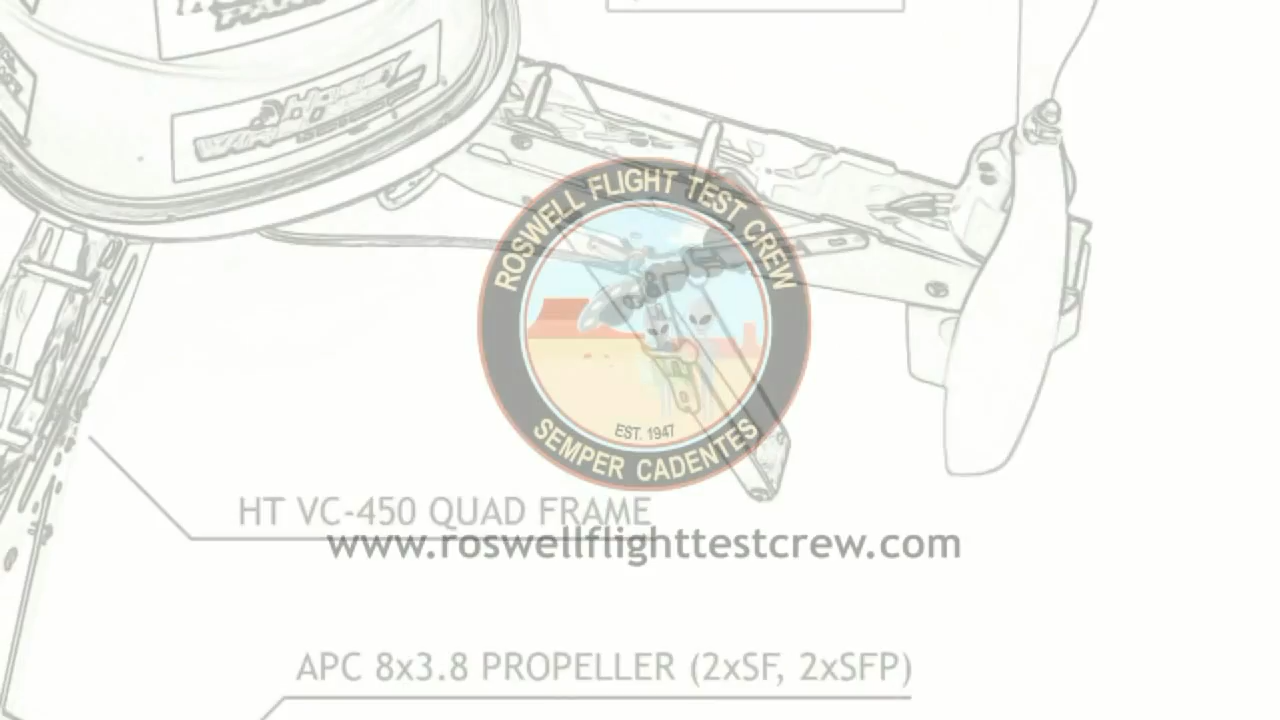 ROSWELL FLIGHT TEST CREW
EST. 1947
SEMPER CADENTES
HT VC-450 QUAD FRAME
www.roswellflighttestcrew.com
APC 8x3.8 PROPELLER (2xSF, 2xSFP)